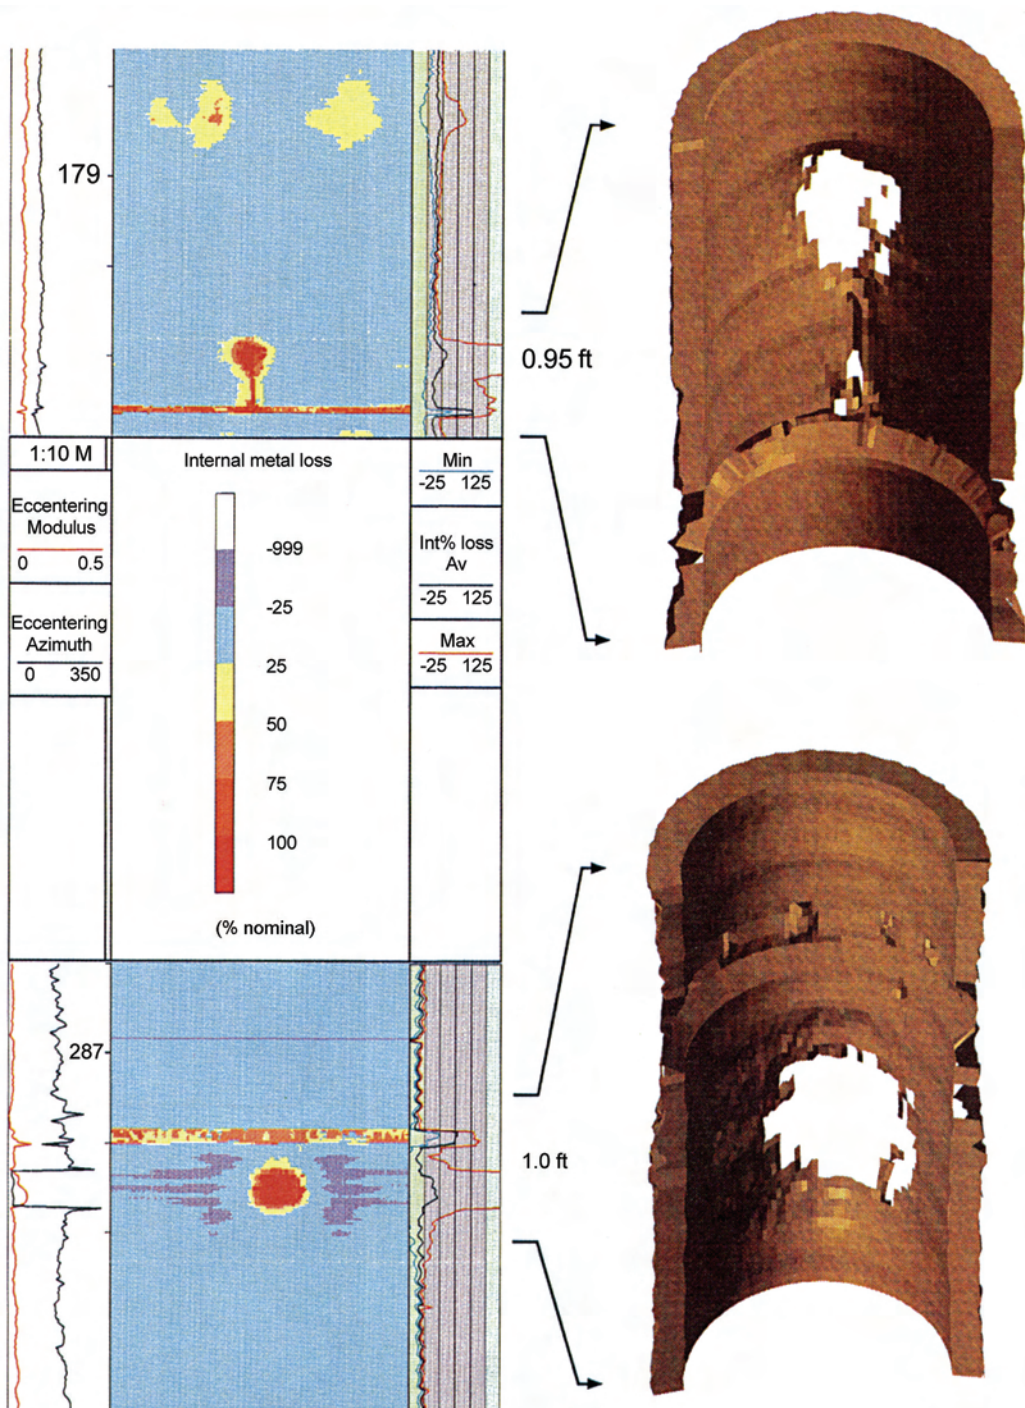 179
0.95 ft
1:10 M
Eccentering
Modulus
0 0.5
Eccentering
Azimuth
0 350
Internal metal loss
-999
-25
25
50
75
100
(% nominal)
Min
-25 125
Int% loss
Av
-25 125
Max
-25 125
287
1.0 ft